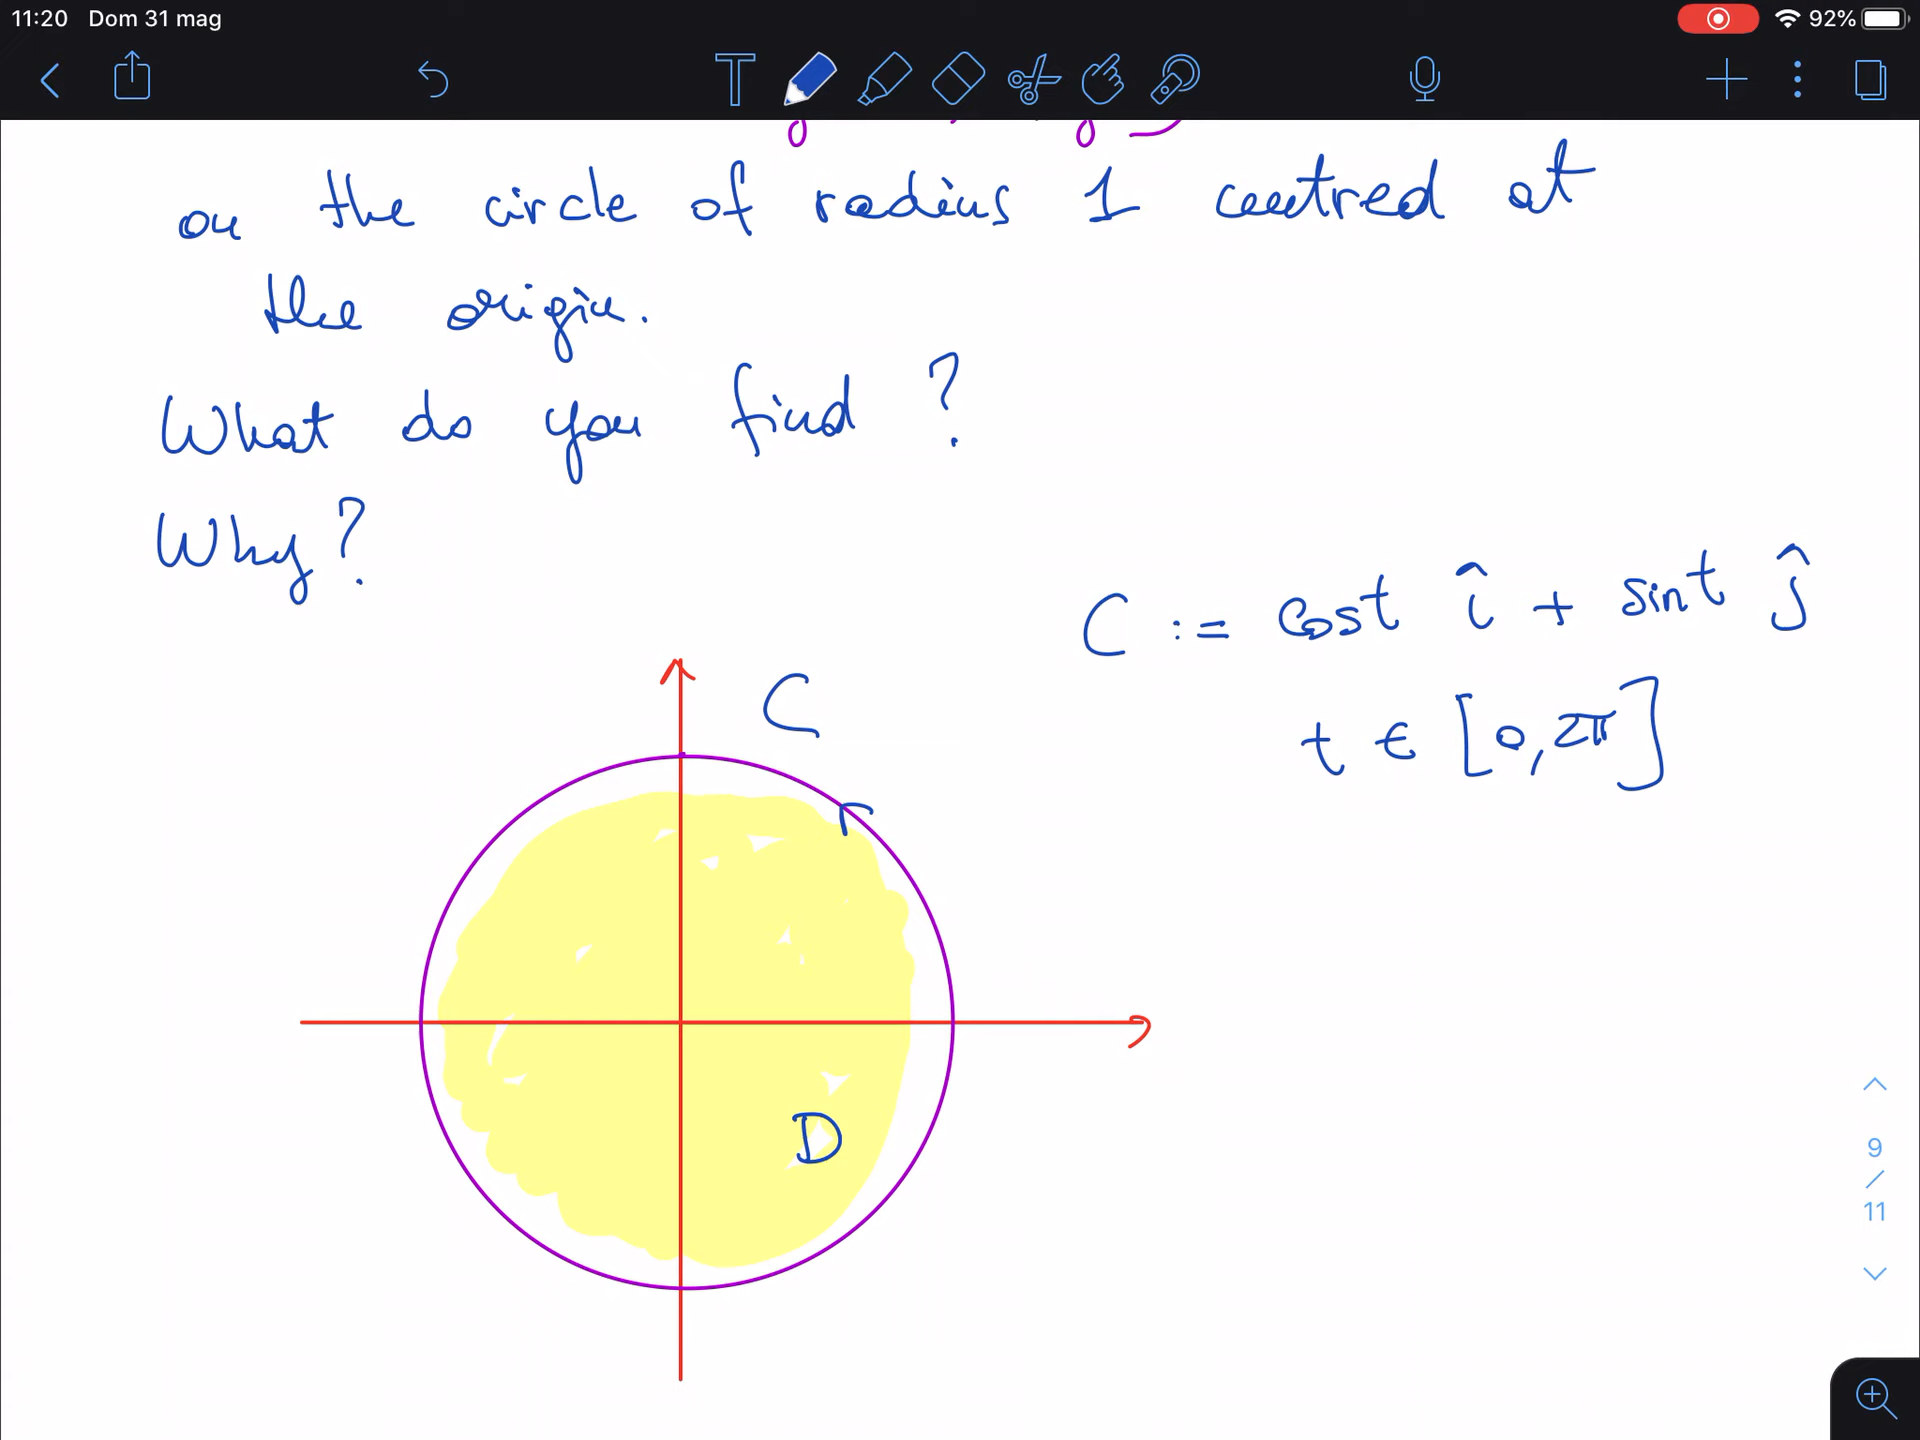 11:20 Dom 31 mag
92%
on the circle of radius 1 centred at
the origin.
What do you find ?
Why?
C := cost î + sint ĵ
t ∈ [0, 2π]
C
D
9
/
11